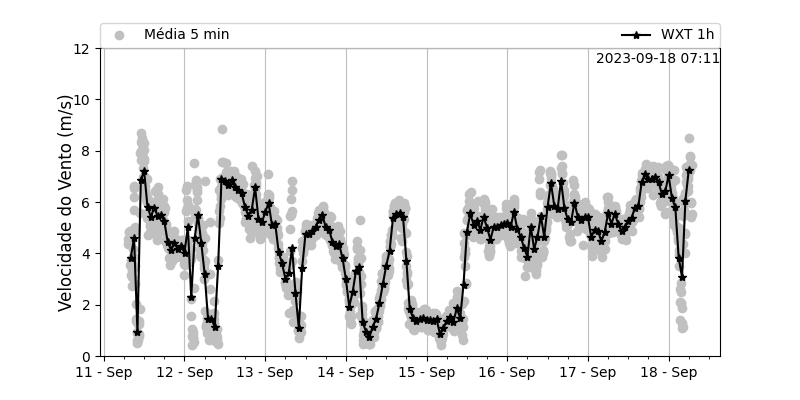 Média 5 min
WXT 1h
2023-09-18 07:11
Velocidade do Vento (m/s)
12
10
8
6
4
2
0
11 - Sep
12 - Sep
13 - Sep
14 - Sep
15 - Sep
16 - Sep
17 - Sep
18 - Sep